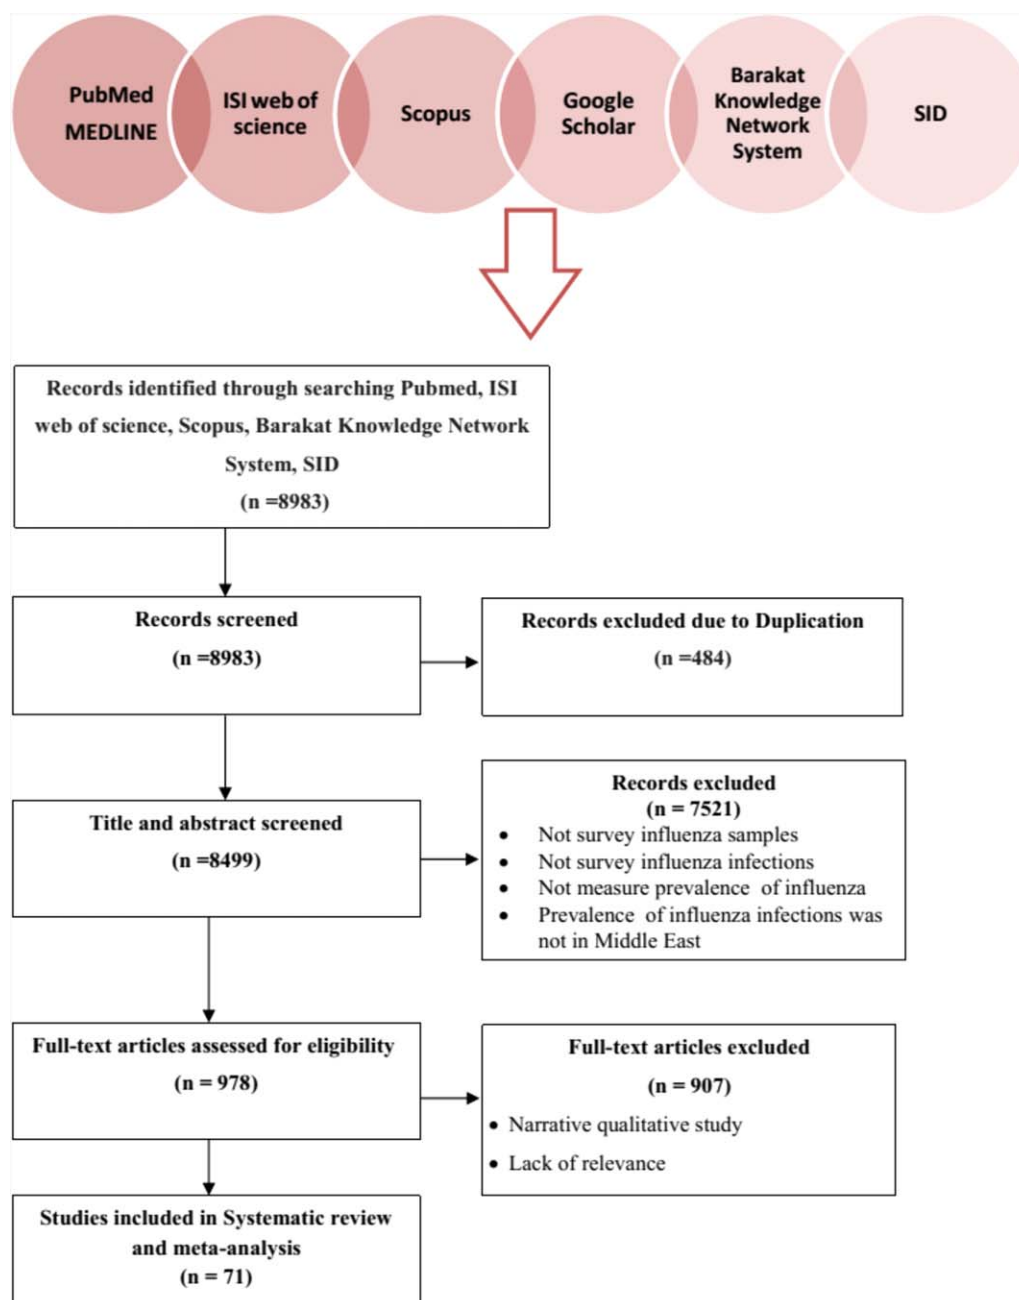 PubMed
MEDLINE
ISI web of
science
Scopus
Google
Scholar
Barakat
Knowledge
Network
System
SID
Records identified through searching Pubmed, ISI
web of science, Scopus, Barakat Knowledge Network
System, SID
(n =8983)
Records screened
(n =8983)
Records excluded due to Duplication
(n =484)
Title and abstract screened
(n =8499)
Records excluded
(n = 7521)
• Not survey influenza samples
• Not survey influenza infections
• Not measure prevalence of influenza
• Prevalence of influenza infections was
not in Middle East
Full-text articles assessed for eligibility
(n = 978)
Full-text articles excluded
(n = 907)
• Narrative qualitative study
• Lack of relevance
Studies included in Systematic review
and meta-analysis
(n = 71)